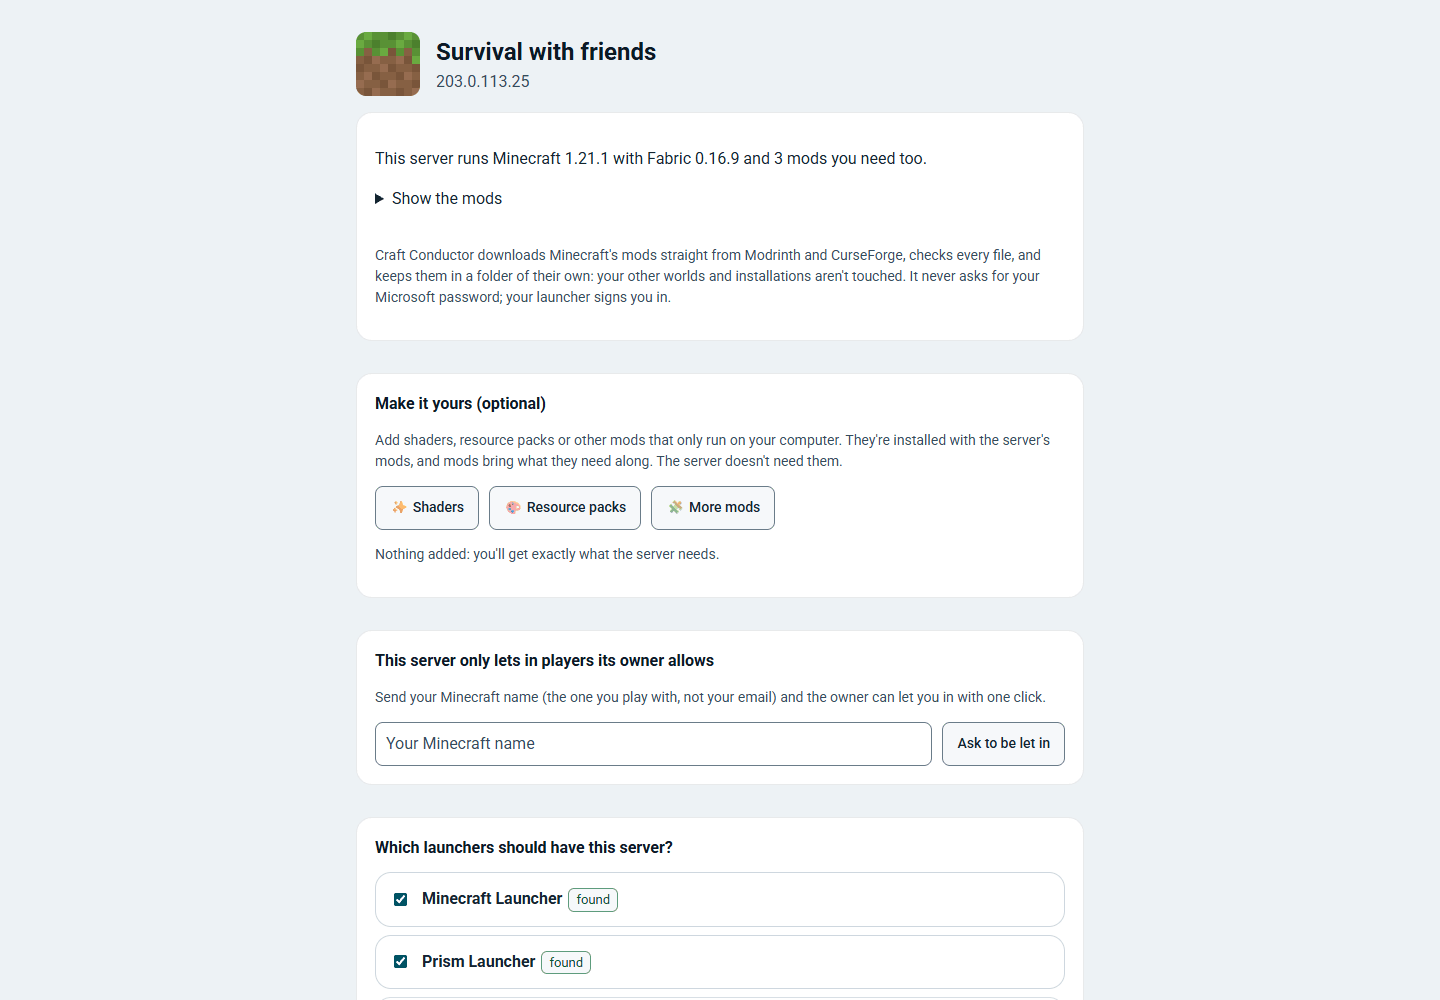 Survival with friends
203.0.113.25
This server runs Minecraft 1.21.1 with Fabric 0.16.9 and 3 mods you need too.
Show the mods
Craft Conductor downloads Minecraft's mods straight from Modrinth and CurseForge, checks every file, and
keeps them in a folder of their own: your other worlds and installations aren't touched. It never asks for your
Microsoft password; your launcher signs you in.
Make it yours (optional)
Add shaders, resource packs or other mods that only run on your computer. They're installed with the server's
mods, and mods bring what they need along. The server doesn't need them.
Shaders
Resource packs
More mods
Nothing added: you'll get exactly what the server needs.
This server only lets in players its owner allows
Send your Minecraft name (the one you play with, not your email) and the owner can let you in with one click.
Your Minecraft name
Ask to be let in
Which launchers should have this server?
Minecraft Launcher found
Prism Launcher found